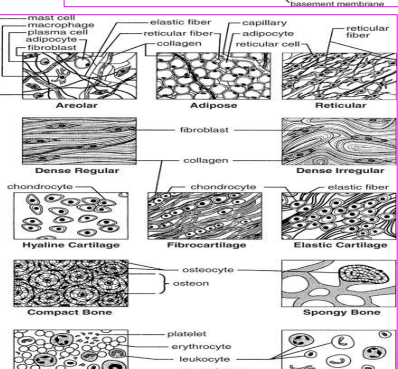 basement membrane
mast cell
macrophage
plasma cell
adipocyte
fibroblast
elastic fiber
reticular fiber
collagen
capillary
adipocyte
reticular cell
reticular
fiber
Areolar
Adipose
Reticular
fibroblast
collagen
Dense Regular
Dense Irregular
chondrocyte
chondrocyte
elastic fiber
Hyaline Cartilage
Fibrocartilage
Elastic Cartilage
osteocyte
osteon
Compact Bone
Spongy Bone
platelet
erythrocyte
leukocyte